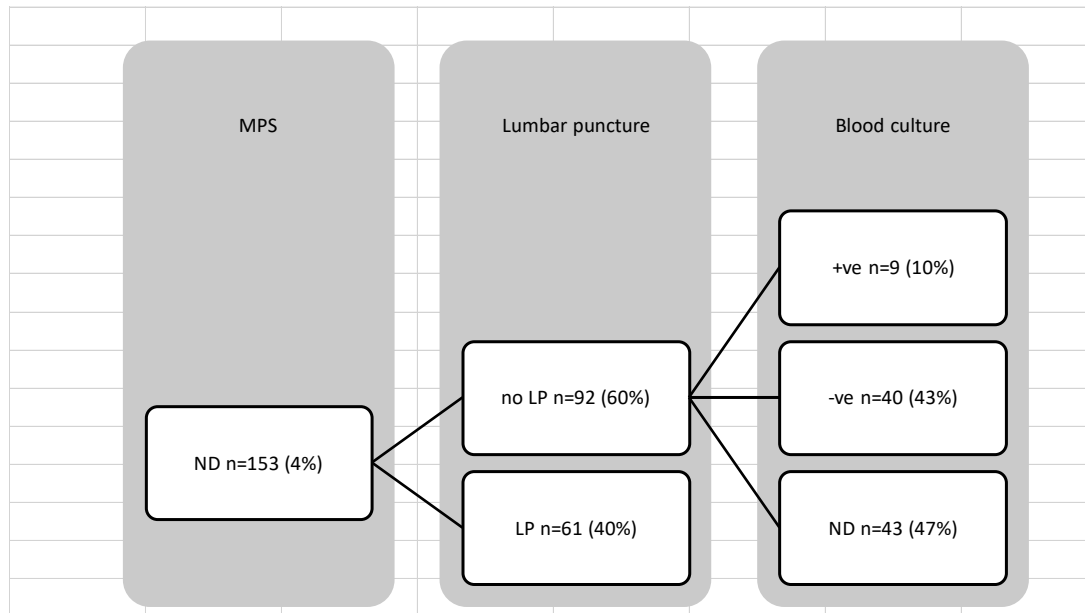 MPS
Lumbar puncture
Blood culture
+ve n=9 (10%)
no LP n=92 (60%)
-ve n=40 (43%)
ND n=153 (4%)
LP n=61 (40%)
ND n=43 (47%)